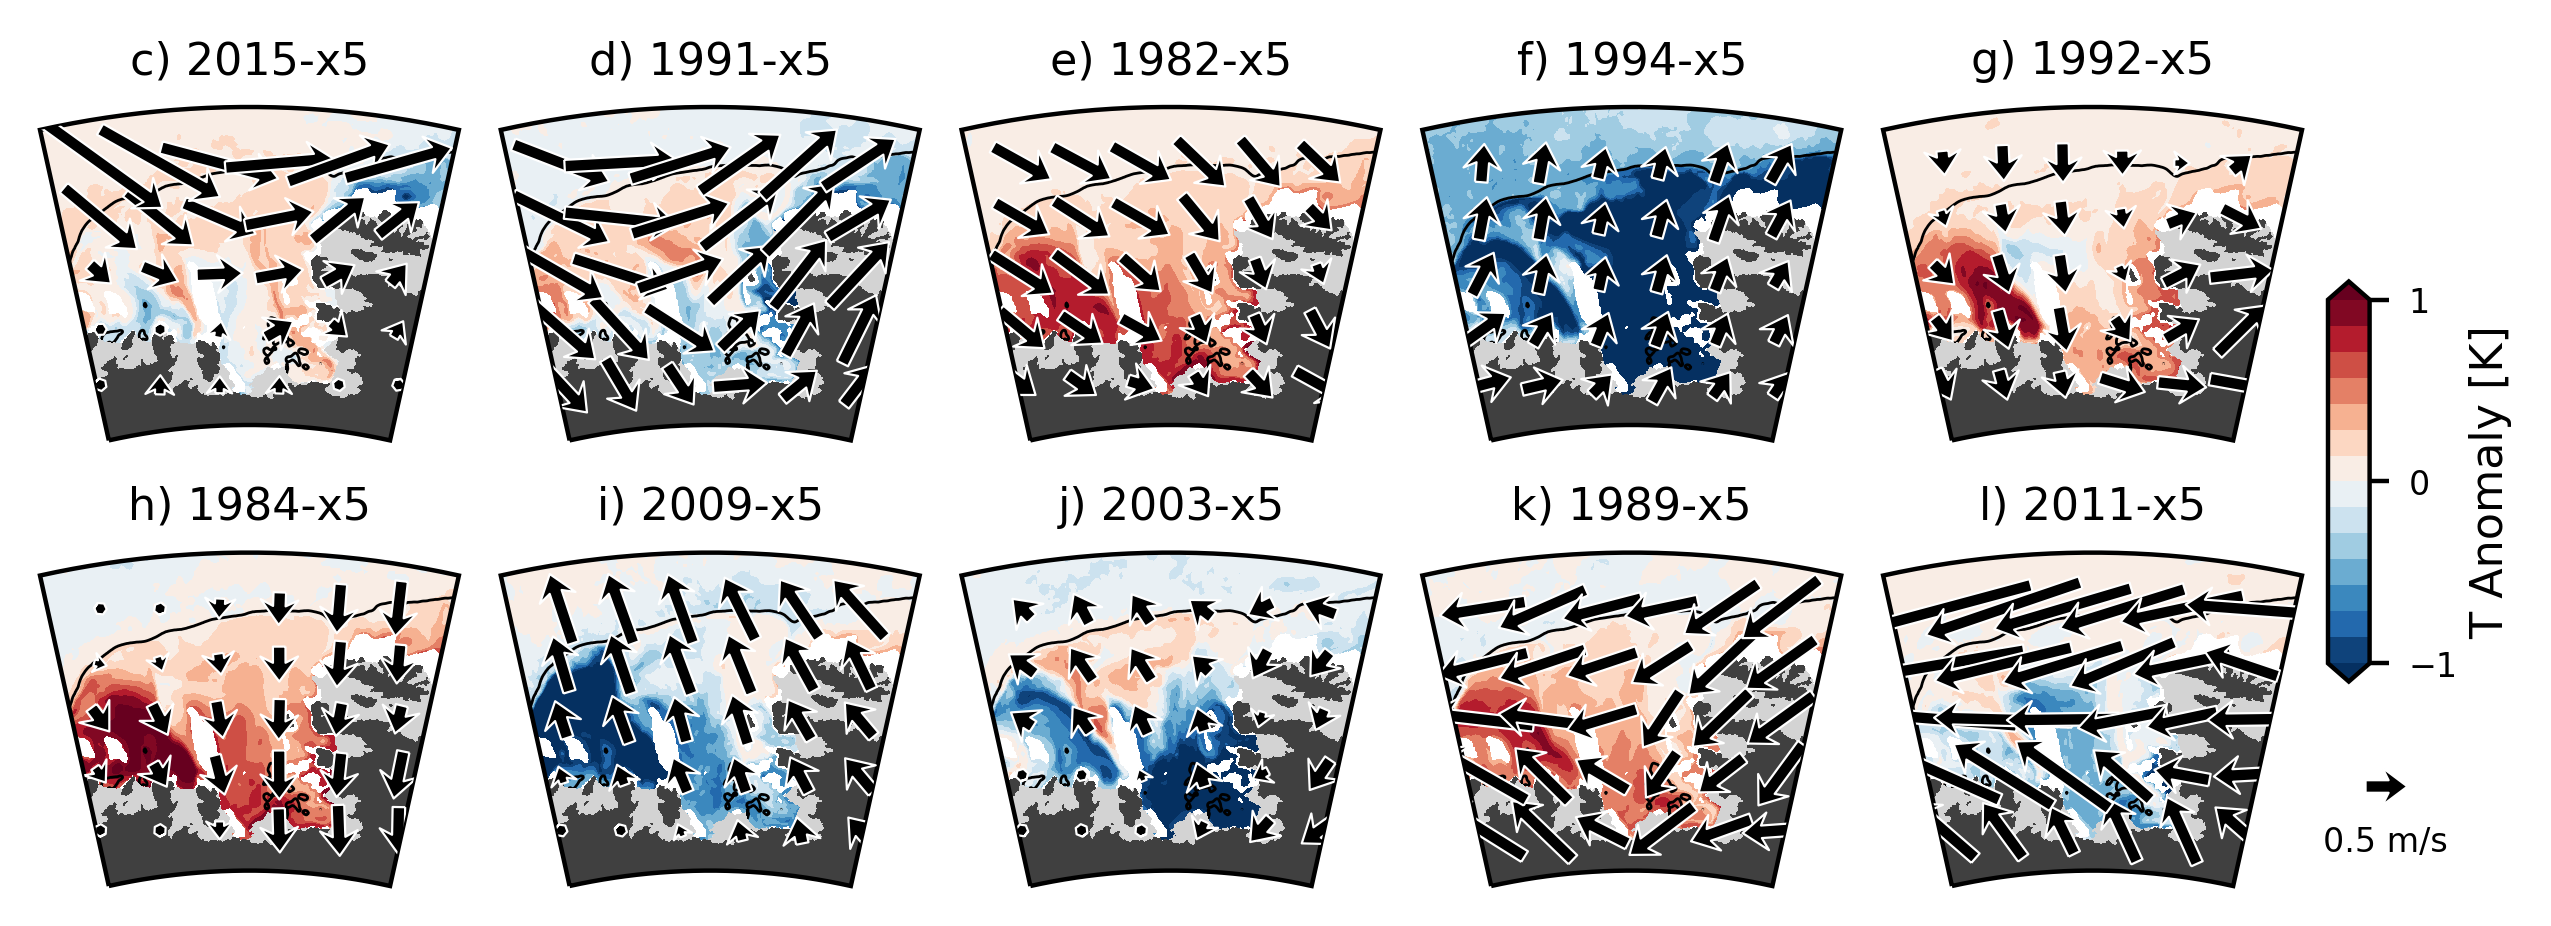 c) 2015-x5
d) 1991-x5
e) 1982-x5
f) 1994-x5
g) 1992-x5
h) 1984-x5
i) 2009-x5
j) 2003-x5
k) 1989-x5
l) 2011-x5
1
0
−1
T Anomaly [K]
0.5 m/s